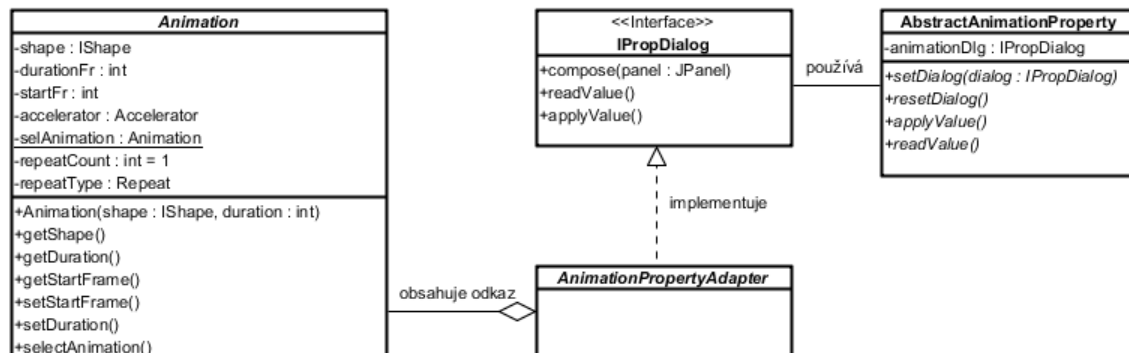 Animation
-shape : IShape
-durationFr : int
-startFr : int
-accelerator : Accelerator
-selAnimation : Animation
-repeatCount : int = 1
-repeatType : Repeat
+Animation(shape : IShape, duration : int)
+getShape()
+getDuration()
+getStartFrame()
+setStartFrame()
+setDuration()
+selectAnimation()
obsahuje odkaz
<<Interface>>
IPropDialog
+compose(panel : JPanel)
+readValue()
+applyValue()
používá
AbstractAnimationProperty
-animationDlg : IPropDialog
+setDialog(dialog : IPropDialog)
+resetDialog()
+applyValue()
+readValue()
implementuje
AnimationPropertyAdapter